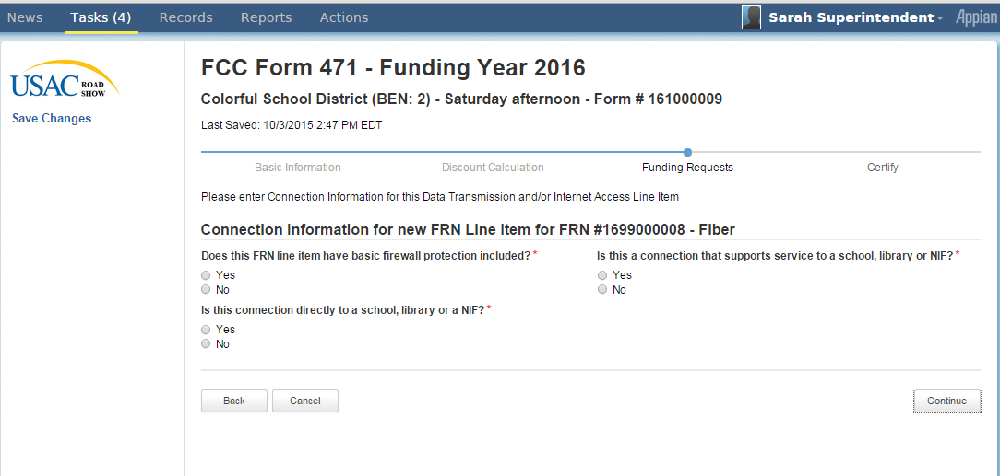 News Tasks (4) Records Reports Actions Sarah Superintendent Appian
USAC ROAD SHOW
Save Changes
FCC Form 471 - Funding Year 2016
Colorful School District (BEN: 2) - Saturday afternoon - Form # 161000009
Last Saved: 10/3/2015 2:47 PM EDT
Basic Information Discount Calculation Funding Requests Certify
Please enter Connection Information for this Data Transmission and/or Internet Access Line Item
Connection Information for new FRN Line Item for FRN #1699000008 - Fiber
Does this FRN line item have basic firewall protection included? * Is this a connection that supports service to a school, library or NIF? *
Yes Yes
No No
Is this connection directly to a school, library or a NIF? *
Yes
No
Back Cancel Continue